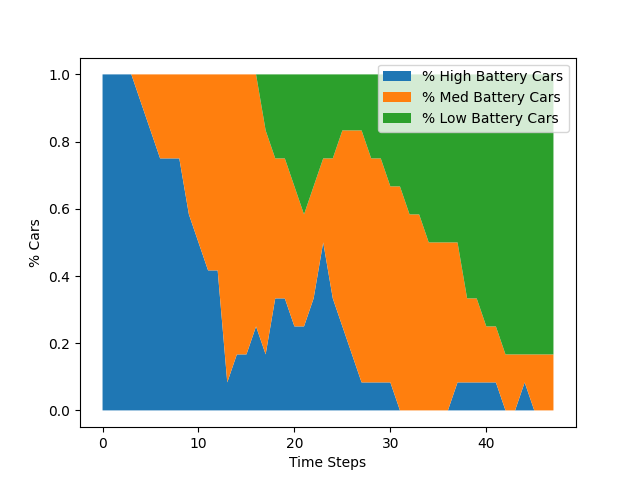 % High Battery Cars
% Med Battery Cars
% Low Battery Cars
1.0
0.8
0.6
0.4
0.2
0.0
% Cars
0 10 20 30 40
Time Steps